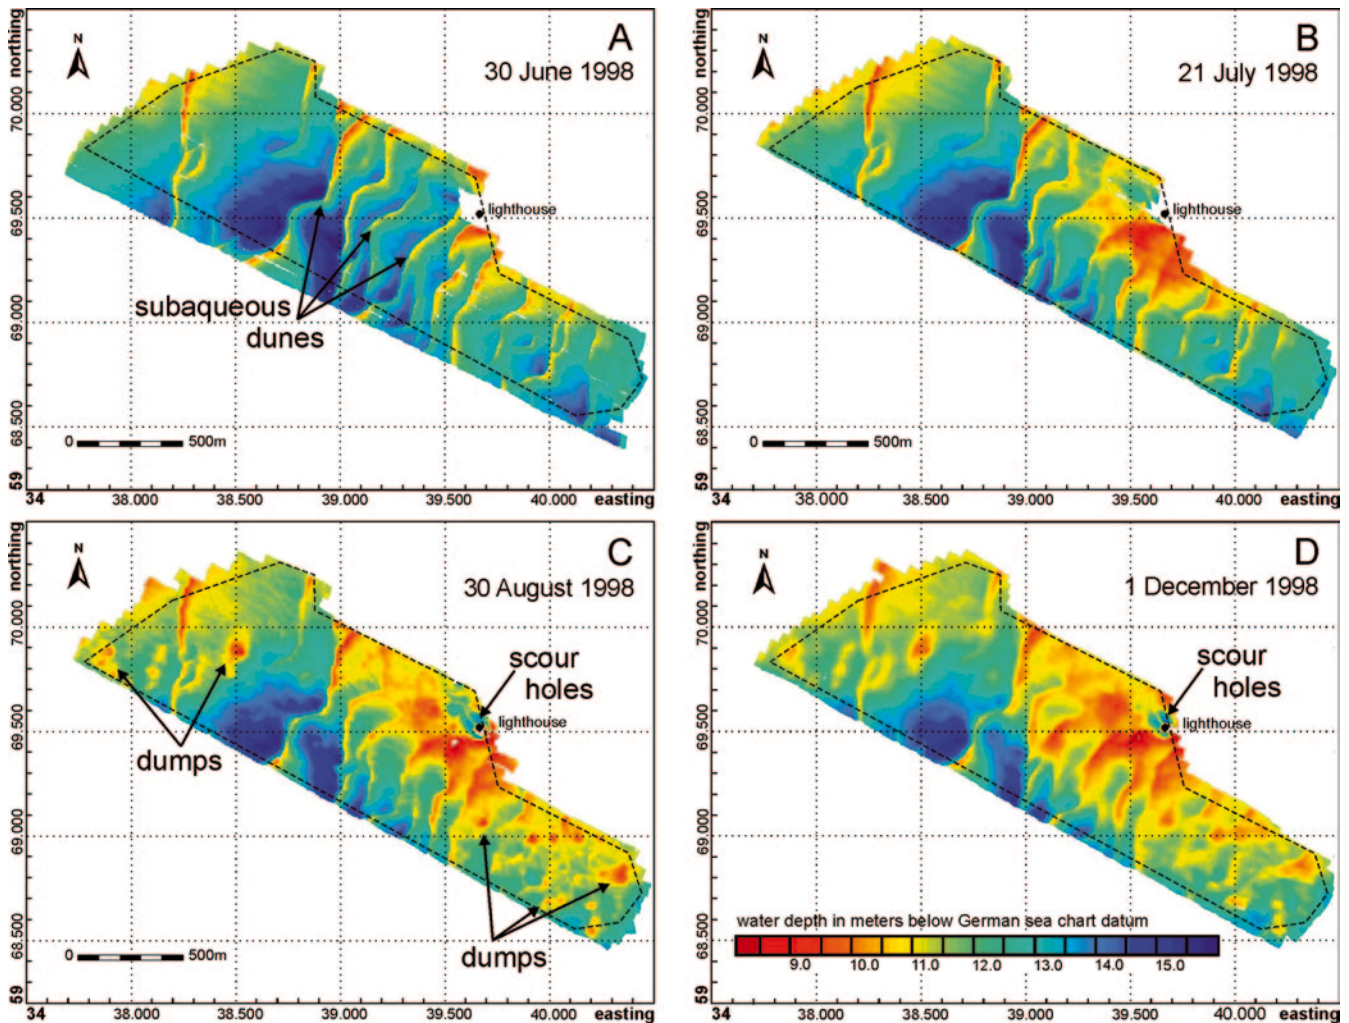 northing
N
A
30 June 1998
70.000
69.500
69.000
68.500
59
lighthouse
subaqueous
dunes
0 500m
34 38.000 38.500 39.000 39.500 40.000 easting
northing
N
B
21 July 1998
70.000
69.500
69.000
68.500
59
lighthouse
0 500m
34 38.000 38.500 39.000 39.500 40.000 easting
northing
N
C
30 August 1998
70.000
69.500
69.000
68.500
59
scour
holes
lighthouse
dumps
dumps
0 500m
34 38.000 38.500 39.000 39.500 40.000 easting
northing
N
D
1 December 1998
70.000
69.500
69.000
68.500
59
scour
holes
lighthouse
water depth in meters below German sea chart datum
9.0 10.0 11.0 12.0 13.0 14.0 15.0
34 38.000 38.500 39.000 39.500 40.000 easting